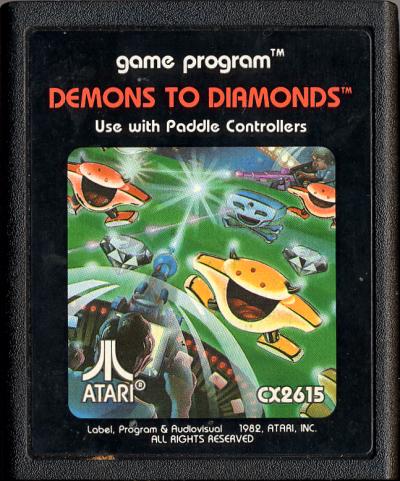 game program™
DEMONS TO DIAMONDS™
Use with Paddle Controllers
ATARI®
CX2615
Label, Program & Audiovisual 1982, ATARI, INC.
ALL RIGHTS RESERVED